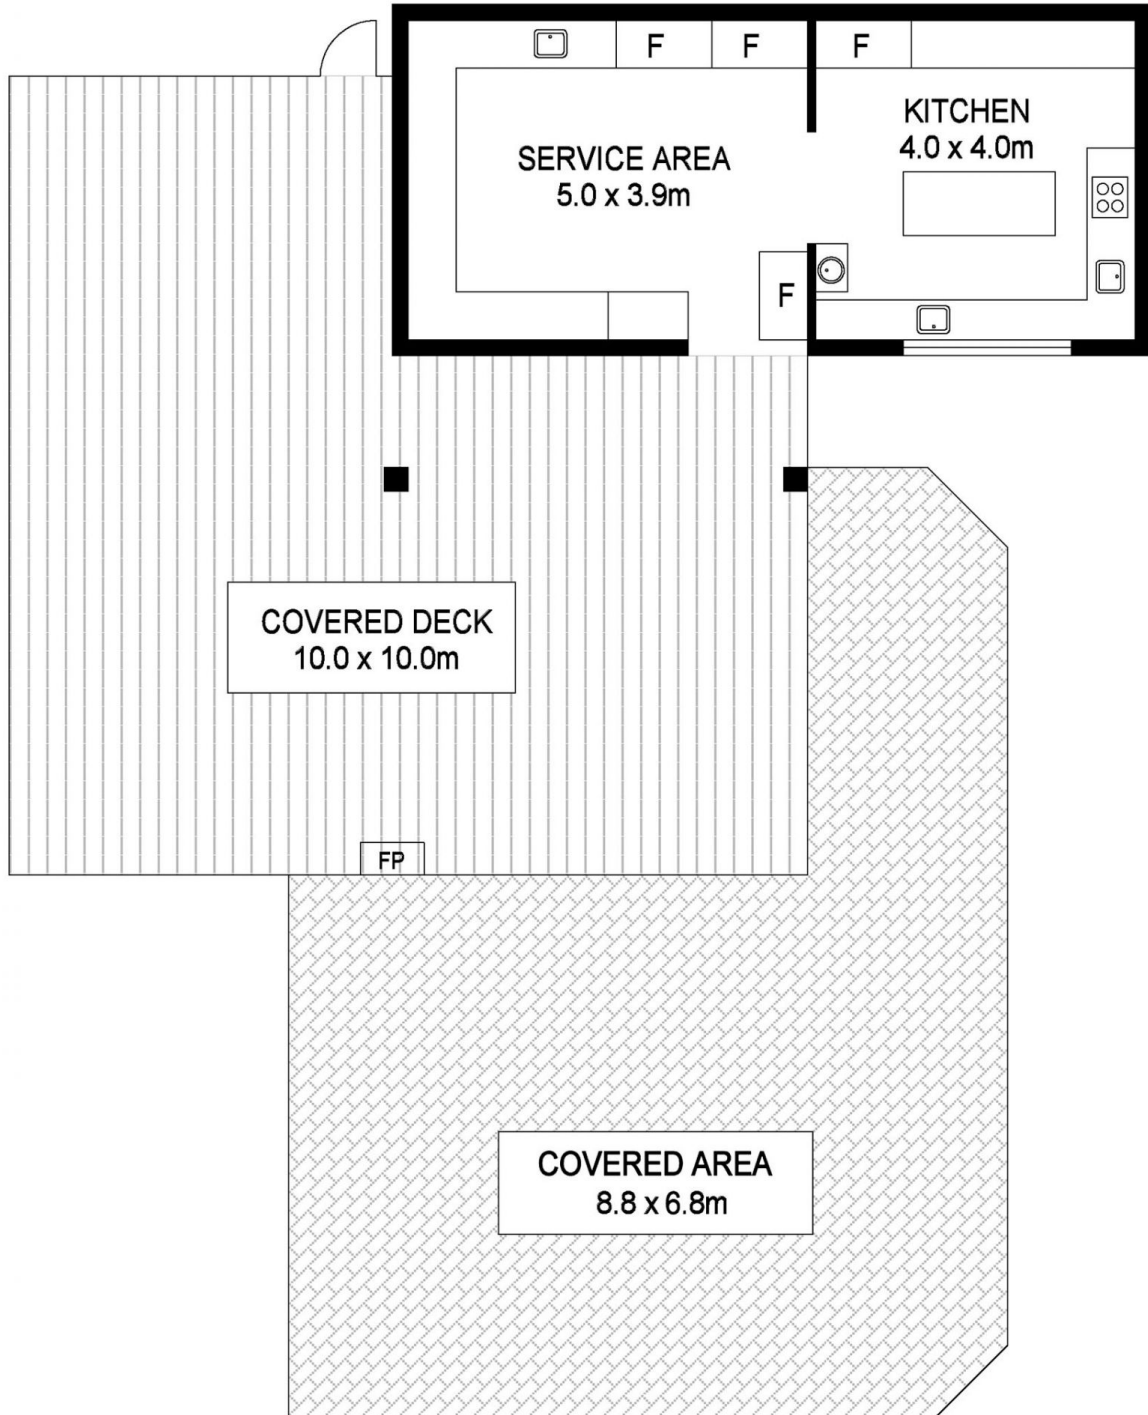 F
F
F
KITCHEN
4.0 x 4.0m
SERVICE AREA
5.0 x 3.9m
F
COVERED DECK
10.0 x 10.0m
FP
COVERED AREA
8.8 x 6.8m